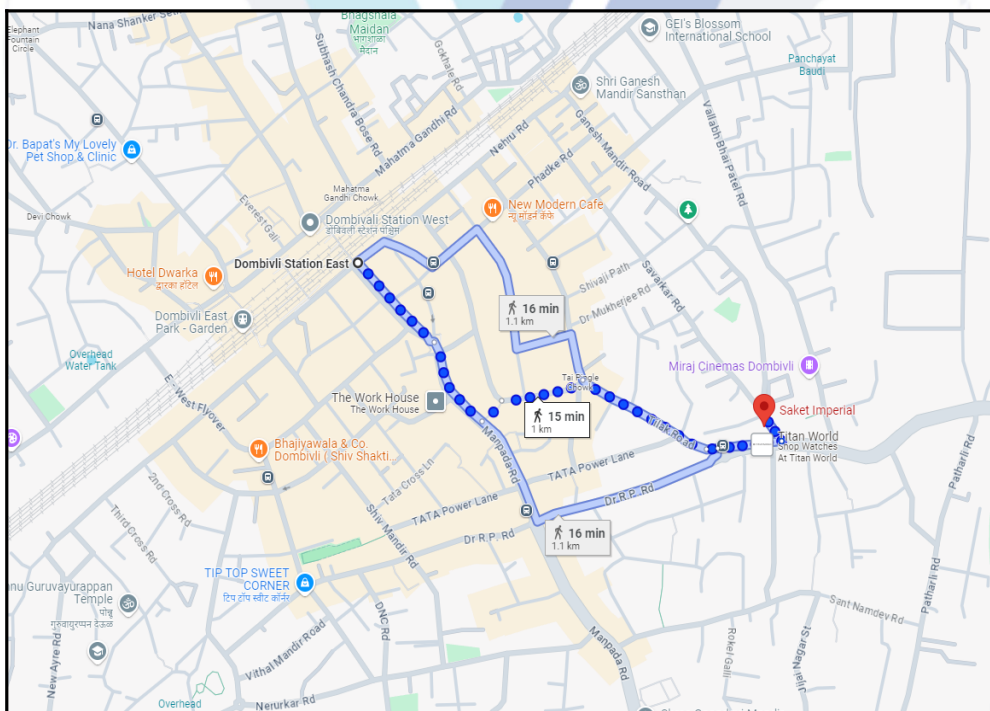 Nana Shanker Seth
Elephant
Fountain
Circle
Bhagshala
Maidan
भागशाळा
मैदान
Subhash Chandra Bose Rd
Gokhale Rd
GEI's Blossom
International School
Panchayat
Baudi
Shri Ganesh
Mandir Sansthan
Mahatma Gandhi Rd
Nehru Rd
Ganesh Mandir Road
Vallabh Bhai Patel Rd
Dr. Bapat's My Lovely
Pet Shop & Clinic
Phadke Rd
Mahatma
Gandhi Chowk
Devi Chowk
Everest Gali
Dombivali Station West
डोंबिवली स्टेशन पश्चिम
New Modern Cafe
न्यू मॉडर्न कॅफे
Dombivli Station East
Hotel Dwarka
द्वारका हॉटेल
Shivaji Path
Savarkar Rd
Dr Mukherjee Rd
16 min
1.1 km
Dombivli East
Park - Garden
Overhead
Water Tank
Miraj Cinemas Dombivli
Tai Pingle
Chowk
E - West Flyover
The Work House
The Work House
15 min
1 km
Saket Imperial
Tilak Road
Titan World
Shop Watches
At Titan World
Bhajiyawala & Co.
Dombivli ( Shiv Shakti...
Manpada Rd
Tata Cross Ln
TATA Power Lane
TATA Power Lane
Patharli Rd
2nd Cross Rd
Third Cross Rd
Shiv Mandir Rd
Dr R.P. Rd
Dr R.P. Rd
16 min
1.1 km
TIP TOP SWEET
CORNER
टिप टॉप स्वीट कॉर्नर
Guruvayurappan
Temple
गुरुवायुरप्पन देऊळ
DNC Rd
Sant Namdev Rd
Patharli Rd
New Ayre Rd
Vithal Mandir Road
Manpada Rd
Rokel Galli
Jijai Nagar St
Overhead
Nerurkar Rd